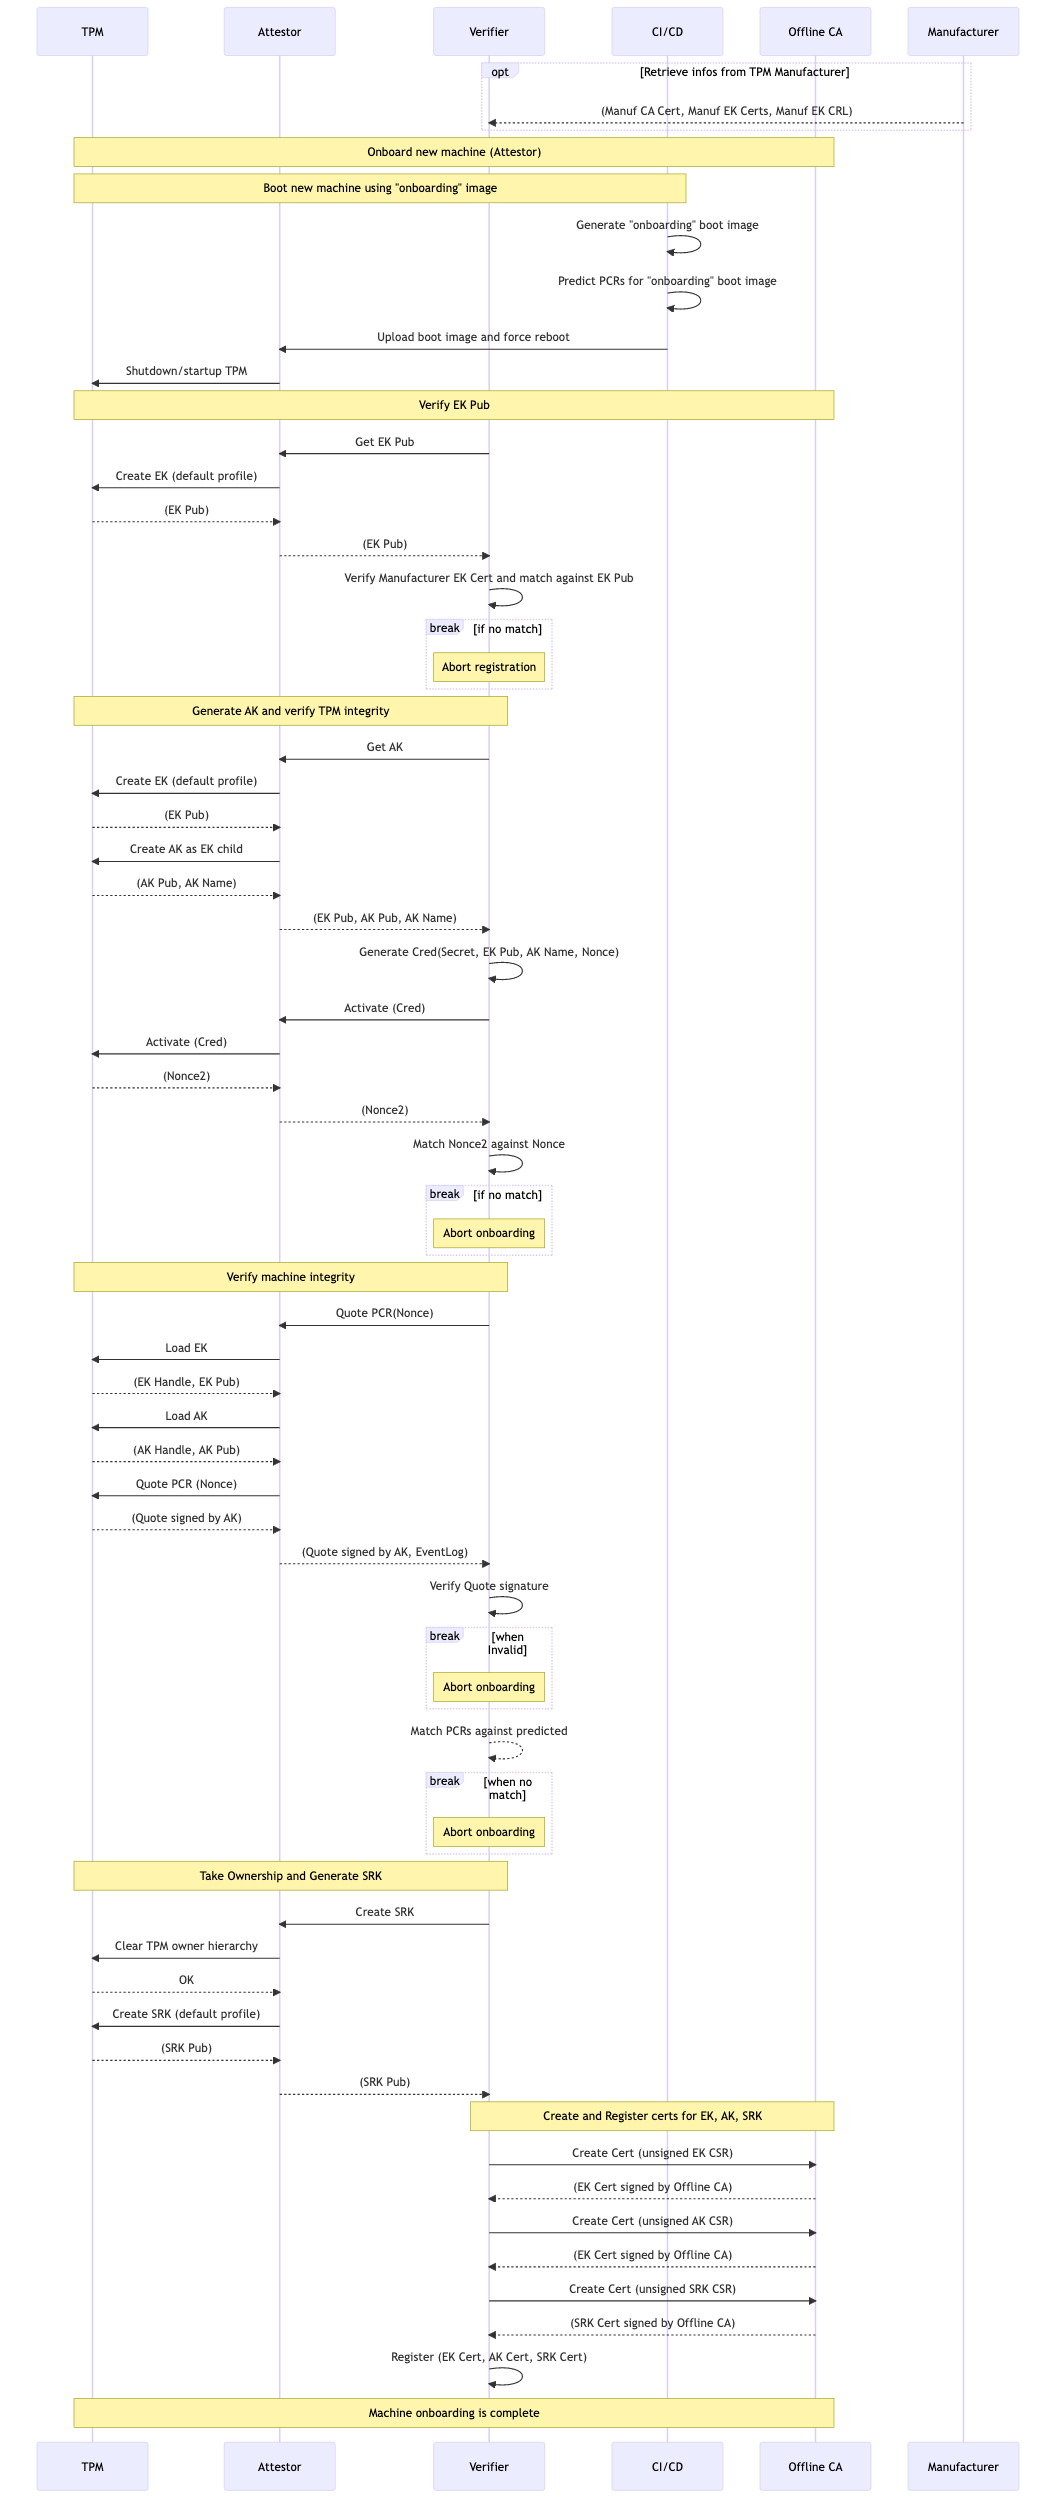 TPM
Attestor
Verifier
CI/CD
Offline CA
Manufacturer
opt
[Retrieve infos from TPM Manufacturer]
(Manuf CA Cert, Manuf EK Certs, Manuf EK CRL)
Onboard new machine (Attestor)
Boot new machine using "onboarding" image
Generate "onboarding" boot image
Predict PCRs for "onboarding" boot image
Upload boot image and force reboot
Shutdown/startup TPM
Verify EK Pub
Get EK Pub
Create EK (default profile)
(EK Pub)
(EK Pub)
Verify Manufacturer EK Cert and match against EK Pub
break
[if no match]
Abort registration
Generate AK and verify TPM integrity
Get AK
Create EK (default profile)
(EK Pub)
Create AK as EK child
(AK Pub, AK Name)
(EK Pub, AK Pub, AK Name)
Generate Cred(Secret, EK Pub, AK Name, Nonce)
Activate (Cred)
Activate (Cred)
(Nonce2)
(Nonce2)
Match Nonce2 against Nonce
break
[if no match]
Abort onboarding
Verify machine integrity
Quote PCR(Nonce)
Load EK
(EK Handle, EK Pub)
Load AK
(AK Handle, AK Pub)
Quote PCR (Nonce)
(Quote signed by AK)
(Quote signed by AK, EventLog)
Verify Quote signature
break
[when
Invalid]
Abort onboarding
Match PCRs against predicted
break
[when no
match]
Abort onboarding
Take Ownership and Generate SRK
Create SRK
Clear TPM owner hierarchy
OK
Create SRK (default profile)
(SRK Pub)
(SRK Pub)
Create and Register certs for EK, AK, SRK
Create Cert (unsigned EK CSR)
(EK Cert signed by Offline CA)
Create Cert (unsigned AK CSR)
(EK Cert signed by Offline CA)
Create Cert (unsigned SRK CSR)
(SRK Cert signed by Offline CA)
Register (EK Cert, AK Cert, SRK Cert)
Machine onboarding is complete
TPM
Attestor
Verifier
CI/CD
Offline CA
Manufacturer